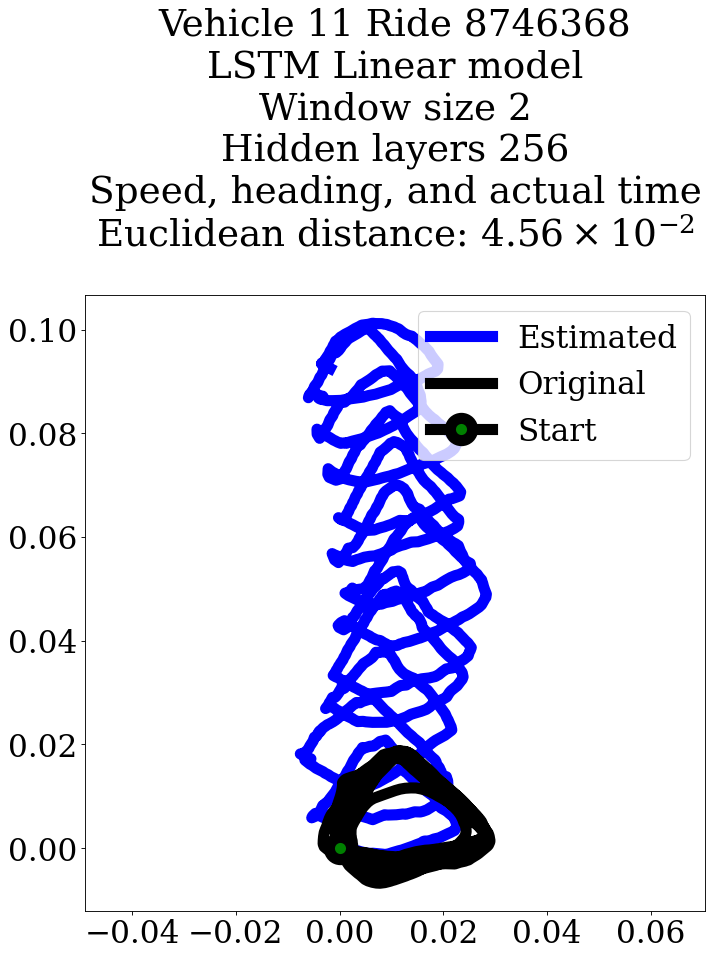 Vehicle 11 Ride 8746368
LSTM Linear model
Window size 2
Hidden layers 256
Speed, heading, and actual time
Euclidean distance: 4.56 × 10⁻²
Estimated
Original
Start
0.10
0.08
0.06
0.04
0.02
0.00
−0.04 −0.02 0.00 0.02 0.04 0.06